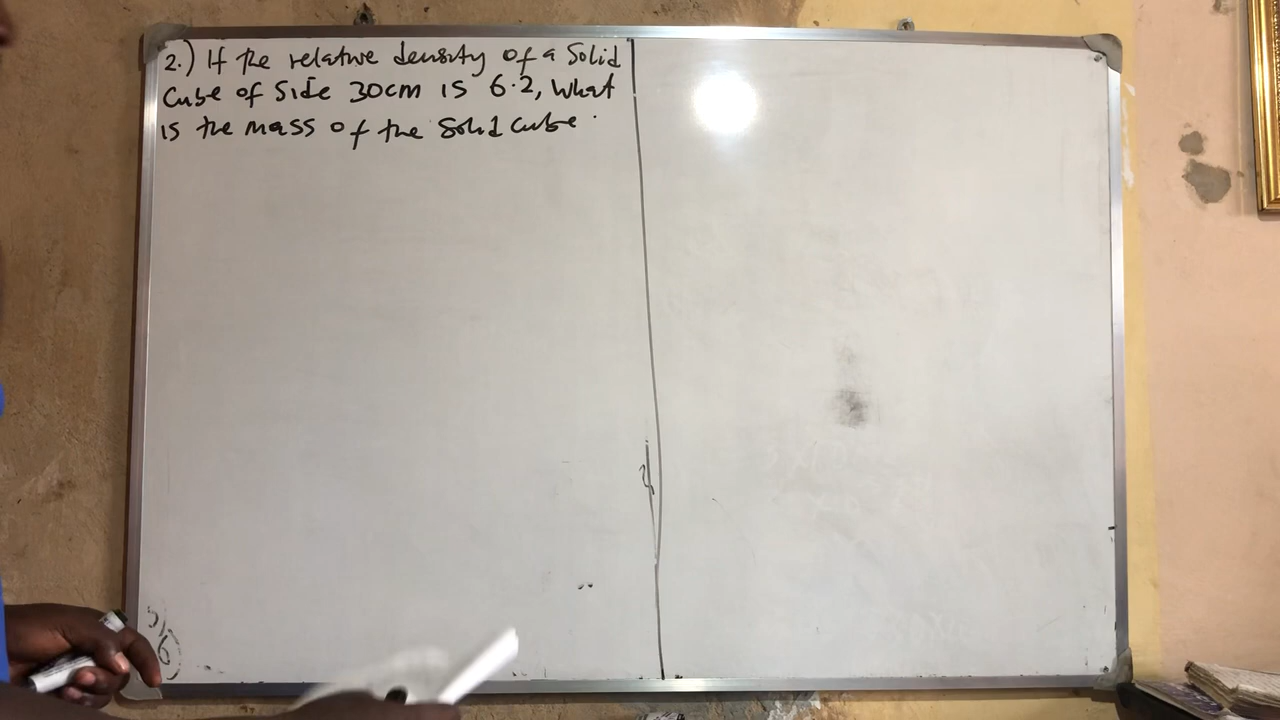 2.) If the relative density of a Solid
Cube of Side 30cm is 6.2, What
is the mass of the Solid Cube.